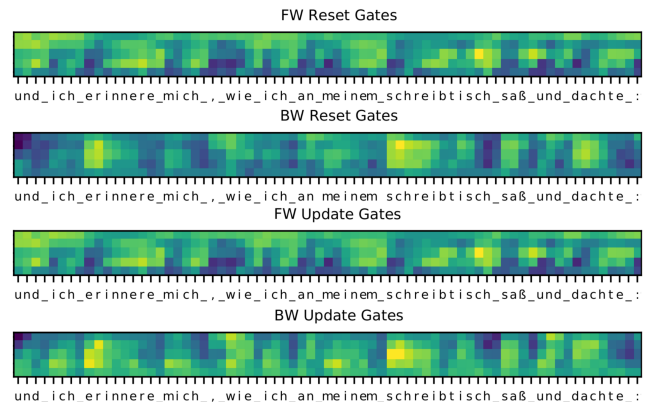 FW Reset Gates
und_ich_erinnere_mich_,_wie_ich_an_meinem_schreibtisch_saß_und_dachte_:
BW Reset Gates
und_ich_erinnere_mich_,_wie_ich_an meinem schreibtisch_saß_und_dachte_:
FW Update Gates
und_ich_erinnere_mich_,_wie_ich_an_meinem_schreibtisch_saß_und_dachte_:
BW Update Gates
und_ich_erinnere_mich_,_wie_ich_an_meinem_schreibtisch_saß_und_dachte_: